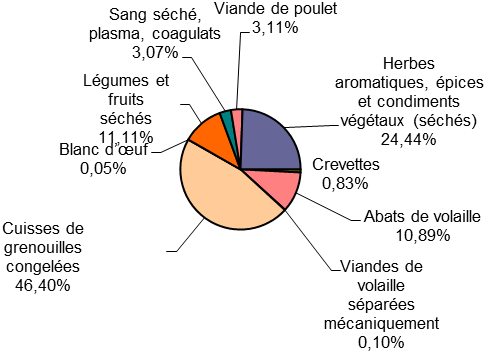 Sang séché,
plasma, coagulats
3,07%
Viande de poulet
3,11%
Herbes
aromatiques, épices
et condiments
végétaux (séchés)
24,44%
Légumes et
fruits
séchés
11,11%
Blanc d'œuf
0,05%
Crevettes
0,83%
Abats de volaille
10,89%
Cuisses de
grenouilles
congelées
46,40%
Viandes de
volaille
séparées
mécaniquement
0,10%